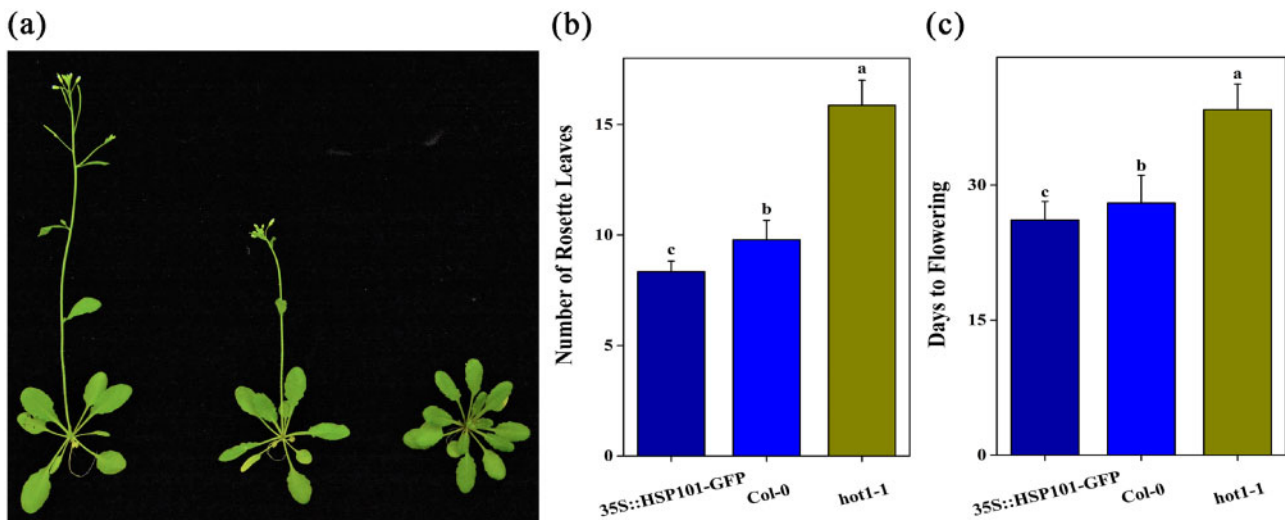 (a)
(b)
(c)
Number of Rosette Leaves
15
10
5
0
a
b
c
35S::HSP101-GFP
Col-0
hot1-1
Days to Flowering
30
15
0
a
b
c
35S::HSP101-GFP
Col-0
hot1-1